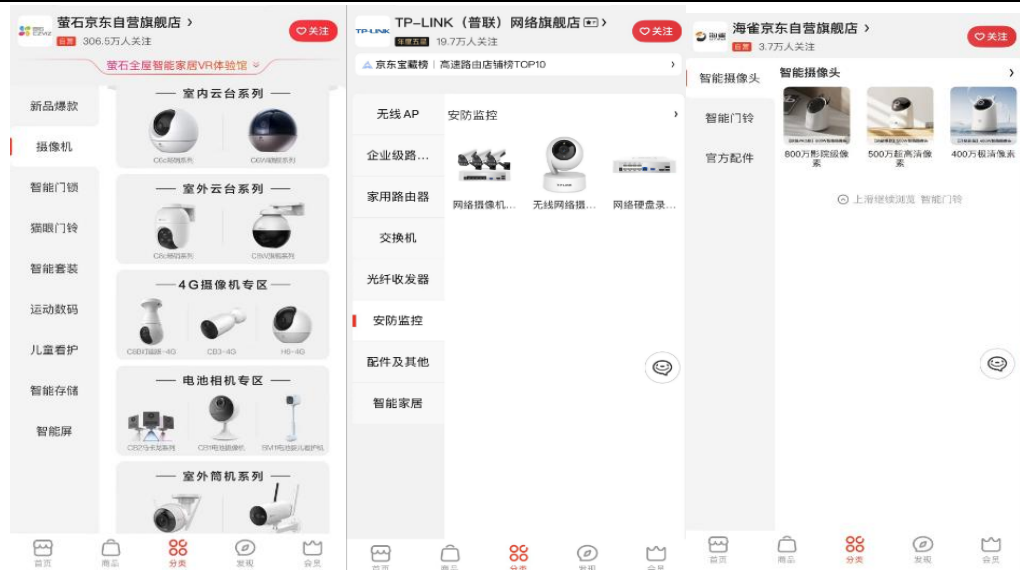 萤石京东自营旗舰店 >
自营 306.5万人关注
关注
萤石全屋智能家居VR体验馆
新品爆款
摄像机
智能门锁
猫眼门铃
智能套装
运动数码
儿童看护
智能存储
智能屏
室内云台系列
室外云台系列
4G摄像机专区
CB3-4G
H6-4G
电池相机专区
室外筒机系列
首页
商品
分类
发现
会员
TP-LINK
TP-LINK（普联）网络旗舰店 >
年度五星 19.7万人关注
关注
京东宝藏榜 | 高速路由店铺榜TOP10 >
无线AP
企业级路...
家用路由器
交换机
光纤收发器
安防监控
配件及其他
智能家居
安防监控 >
网络摄像机...
无线网络摄...
网络硬盘录...
首页
商品
分类
发现
会员
海雀京东自营旗舰店 >
自营 3.7万人关注
关注
智能摄像头
智能门铃
官方配件
智能摄像头 >
800万影院级像素
500万超高清像素
400万极清像素
上滑继续浏览 智能门铃
首页
商品
分类
发现
会员